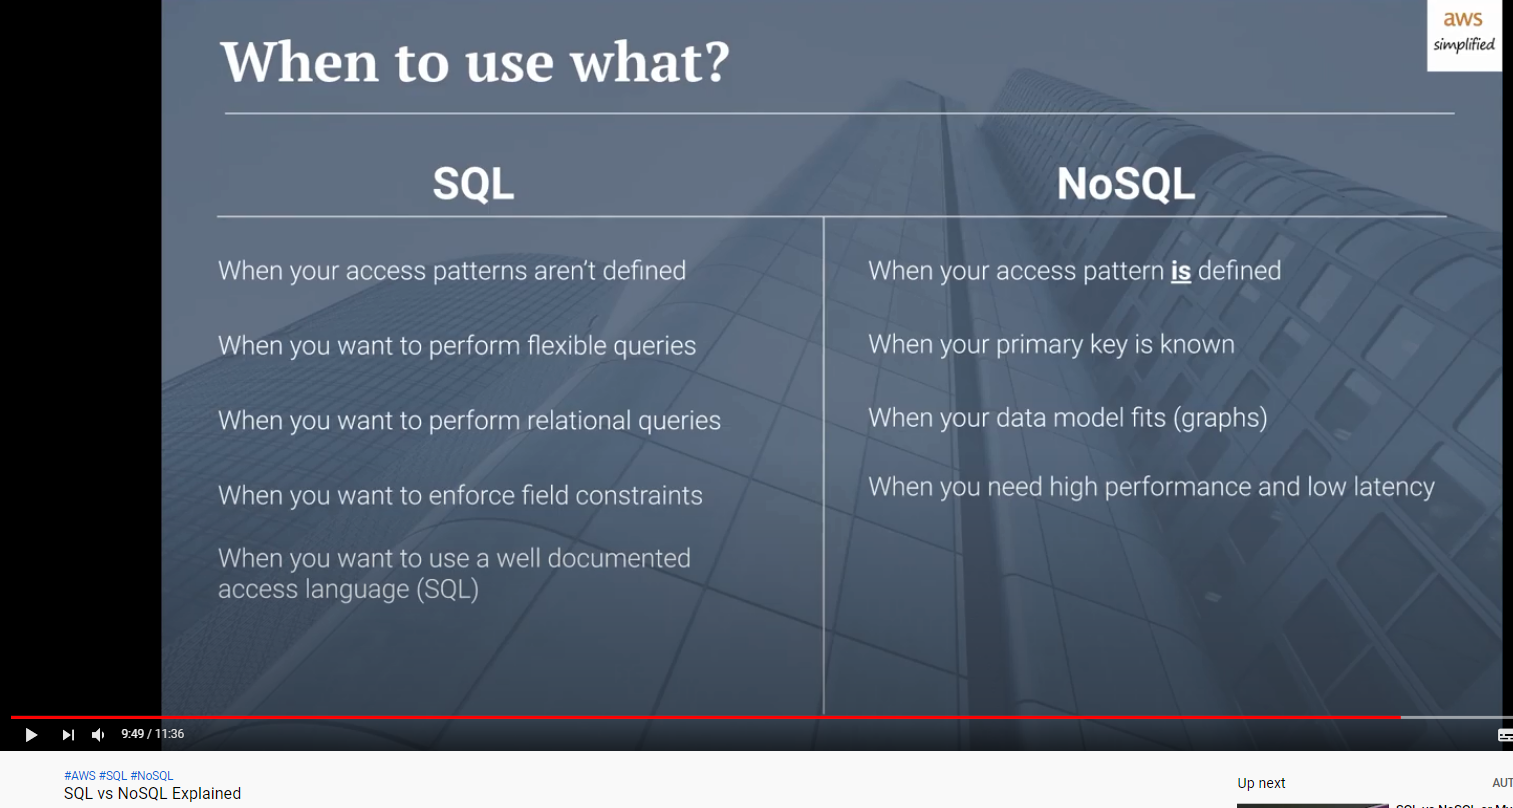 aws
simplified
When to use what?
SQL
NoSQL
When your access patterns aren't defined
When you want to perform flexible queries
When you want to perform relational queries
When you want to enforce field constraints
When you want to use a well documented
access language (SQL)
When your access pattern is defined
When your primary key is known
When your data model fits (graphs)
When you need high performance and low latency
9:49 / 11:36
#AWS #SQL #NoSQL
SQL vs NoSQL Explained
Up next
AUT